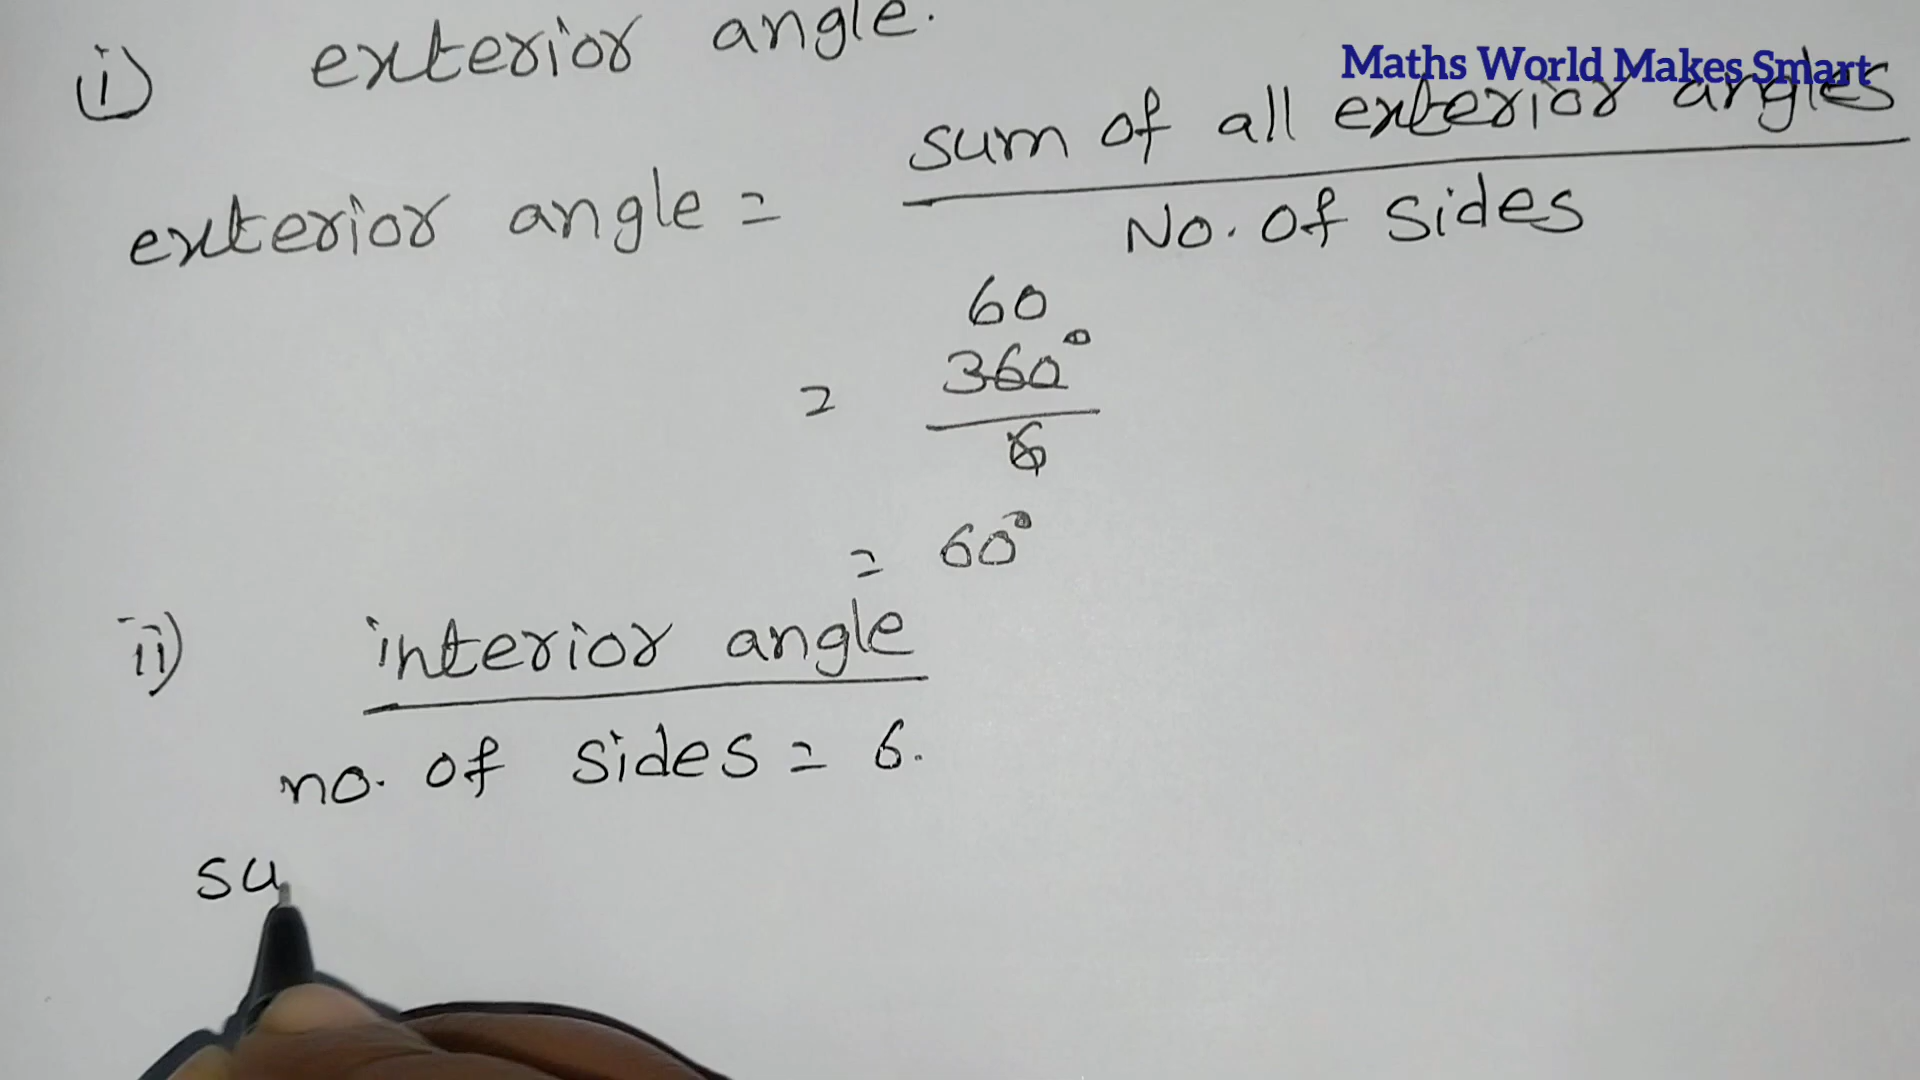 i) exterior angle.
Maths World Makes Smart
exterior angle = sum of all exterior angles
No. of sides
60
= 360°
6
= 60°
ii) interior angle
no. of sides = 6.
su